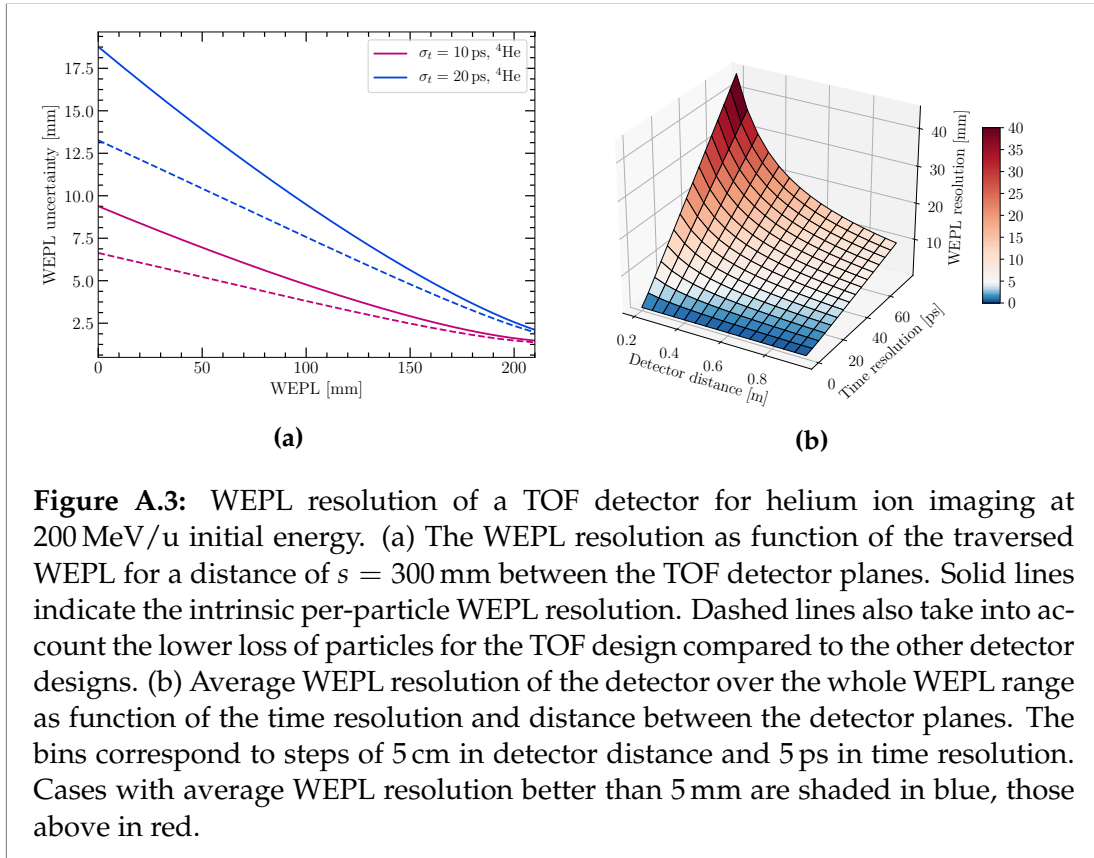 17.5
15.0
12.5
10.0
7.5
5.0
2.5
WEPL uncertainty [mm]
0
50
100
150
200
WEPL [mm]
σt = 10 ps, ⁴He
σt = 20 ps, ⁴He
(a)
0.2
0.4
0.6
0.8
Detector distance [m]
0
20
40
60
Time resolution [ps]
10
20
30
40
WEPL resolution [mm]
40
35
30
25
20
15
10
5
0
(b)
Figure A.3: WEPL resolution of a TOF detector for helium ion imaging at
200 MeV/u initial energy. (a) The WEPL resolution as function of the traversed
WEPL for a distance of s = 300 mm between the TOF detector planes. Solid lines
indicate the intrinsic per-particle WEPL resolution. Dashed lines also take into ac-
count the lower loss of particles for the TOF design compared to the other detector
designs. (b) Average WEPL resolution of the detector over the whole WEPL range
as function of the time resolution and distance between the detector planes. The
bins correspond to steps of 5 cm in detector distance and 5 ps in time resolution.
Cases with average WEPL resolution better than 5 mm are shaded in blue, those
above in red.